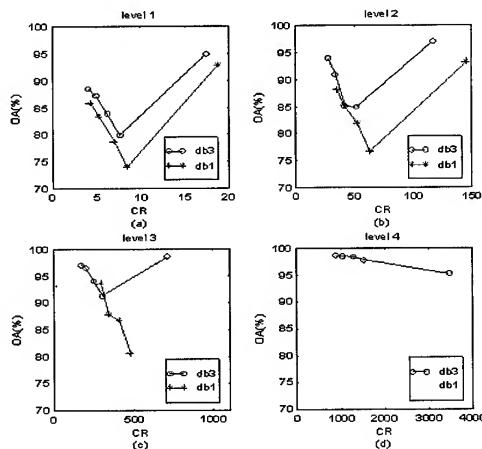 level 1
100
95
90
85
80
75
70
OA(%)
db3
db1
0 5 10 15 20
CR
(a)
level 2
100
95
90
85
80
75
70
OA(%)
db3
db1
0 50 100 150
CR
(b)
level 3
100
95
90
85
80
75
70
OA(%)
db3
db1
0 500 1000
CR
(c)
level 4
100
95
90
85
80
75
70
OA(%)
db3
db1
0 1000 2000 3000 4000
CR
(d)